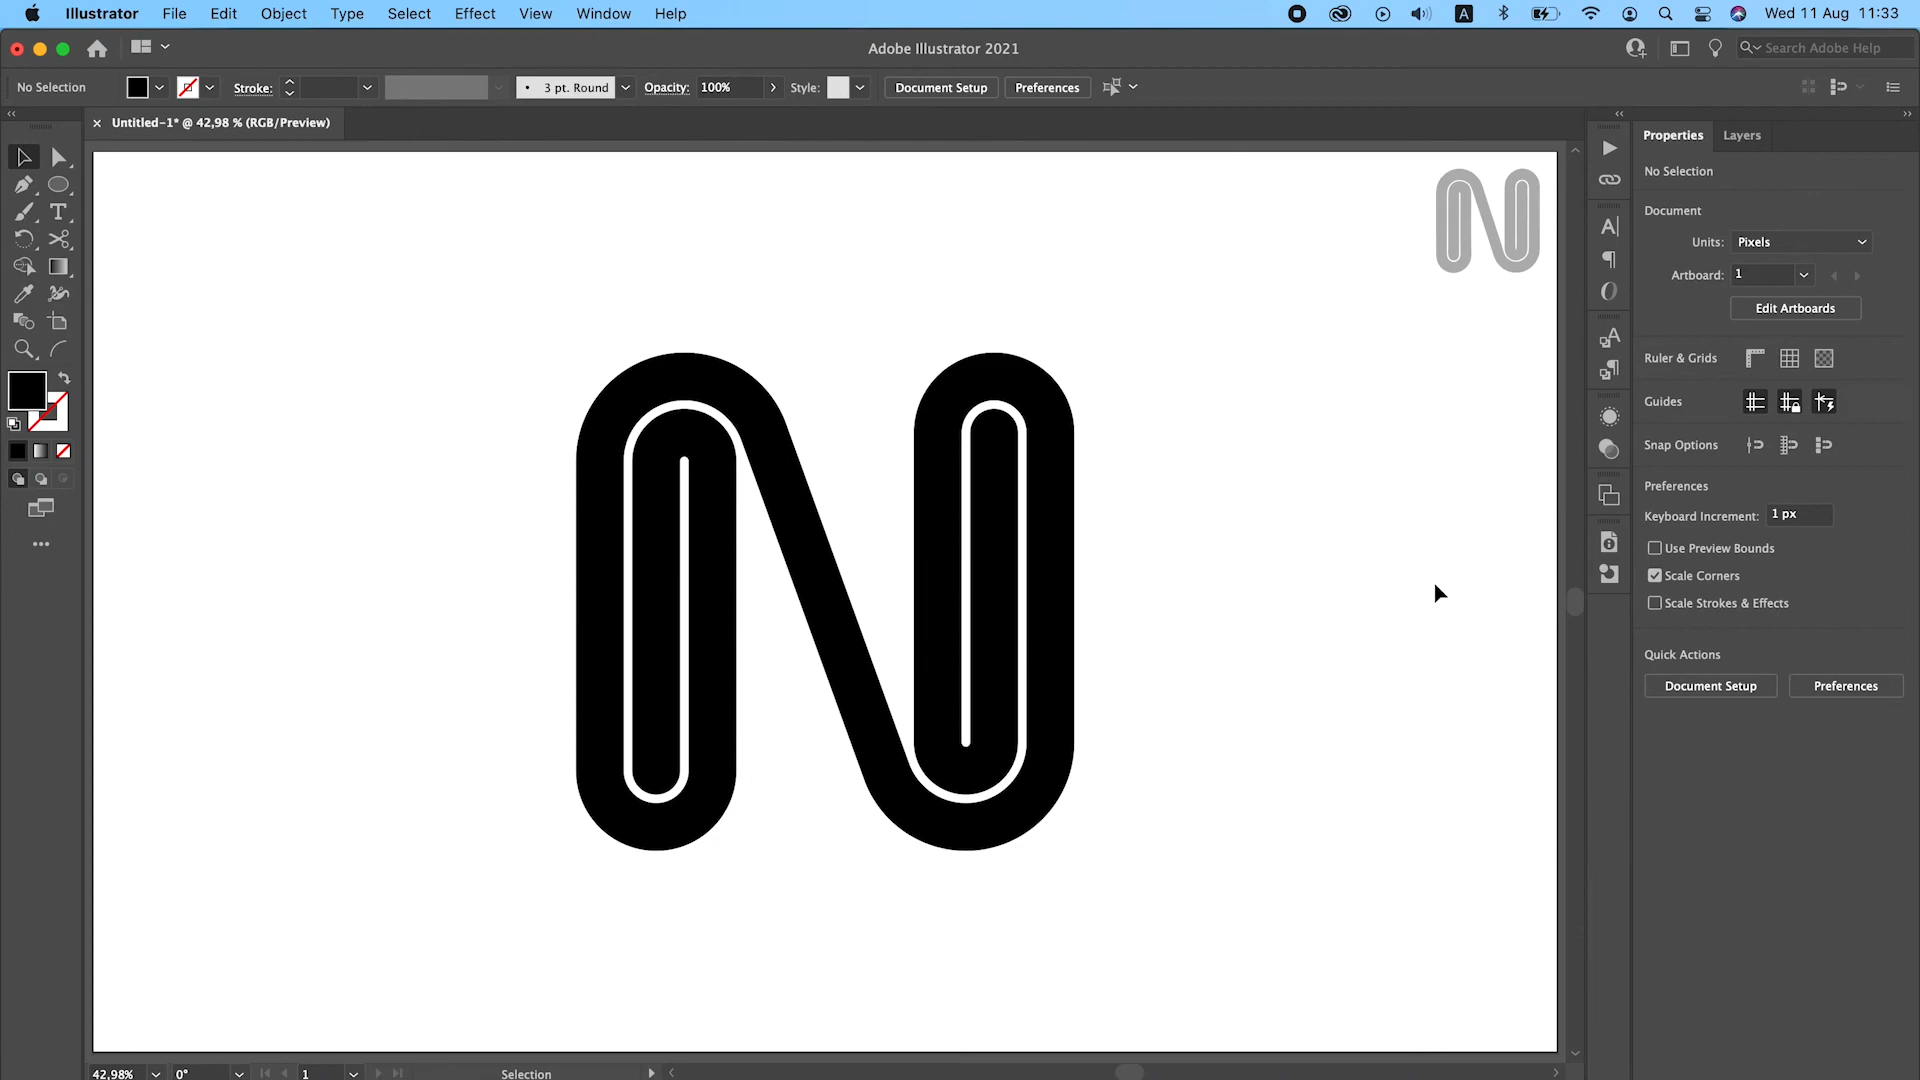 Illustrator File Edit Object Type Select Effect View Window Help A Wed 11 Aug 11:33
Adobe Illustrator 2021 Search Adobe Help
No Selection Stroke: 3 pt. Round Opacity: 100% Style: Document Setup Preferences
Untitled-1* @ 42,98 % (RGB/Preview)
Properties Layers
No Selection
Document
Units: Pixels
Artboard: 1
Edit Artboards
Ruler & Grids
Guides
Snap Options
Preferences
Keyboard Increment: 1 px
Use Preview Bounds
Scale Corners
Scale Strokes & Effects
Quick Actions
Document Setup Preferences
N
N
42,98% 0° 1 Selection